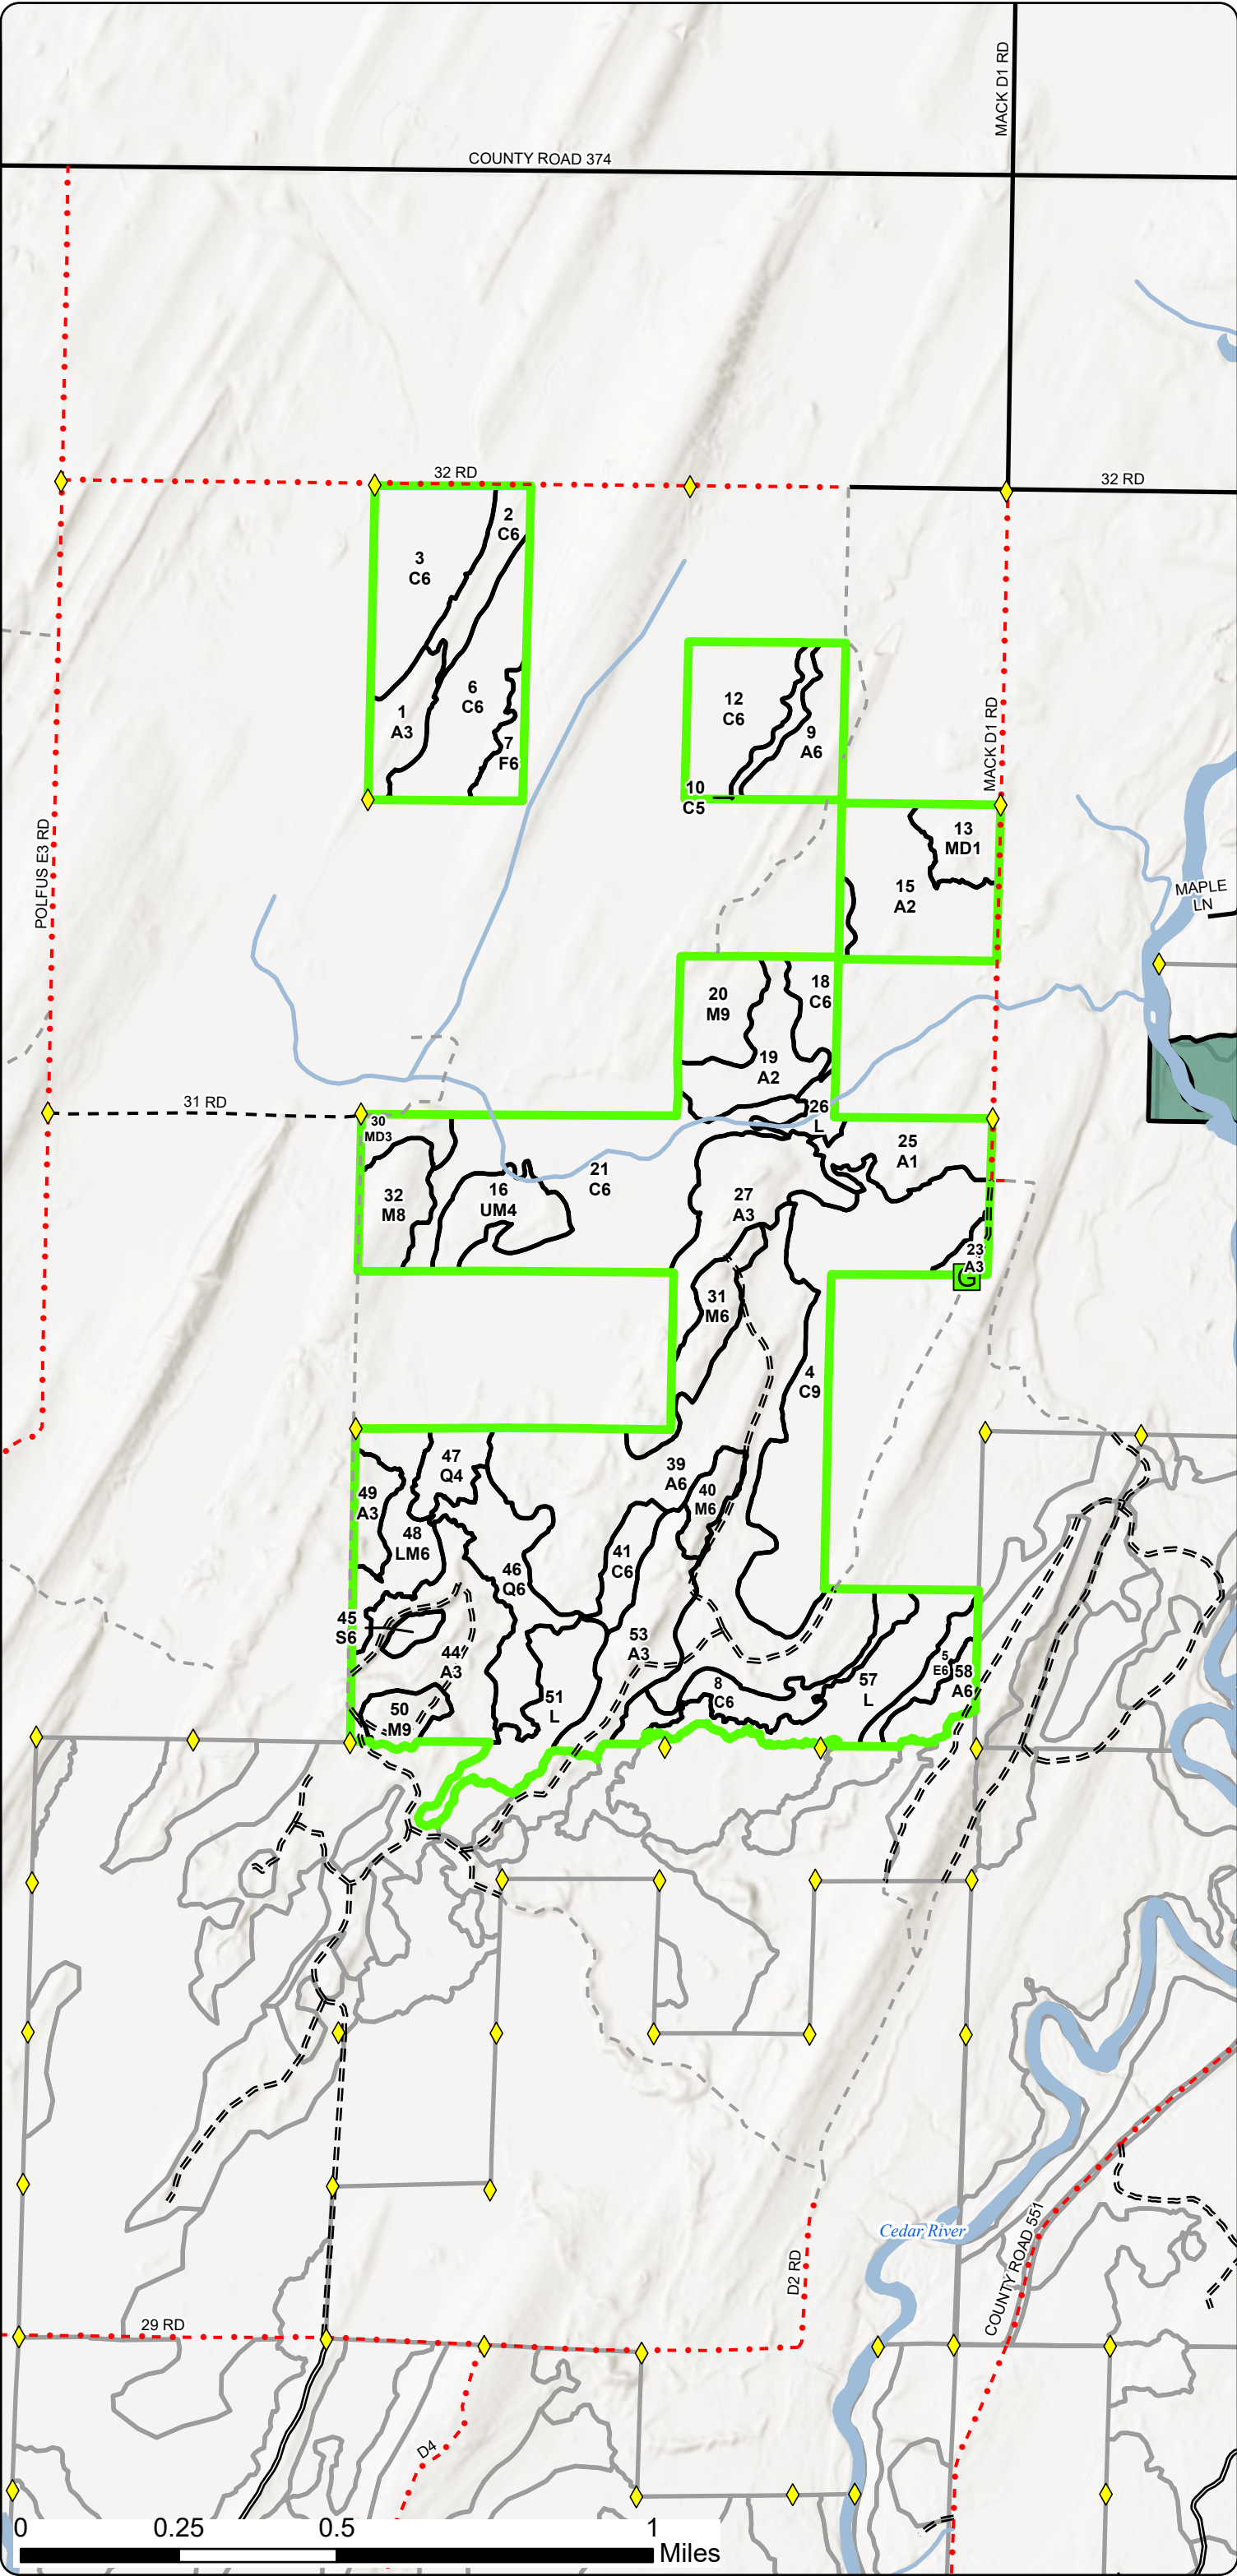 MACK D1 RD
COUNTY ROAD 374
32 RD
32 RD
2
C6
3
C6
6
C6
1
A3
7
F6
12
C6
9
A6
10
C5
MACK D1 RD
13
MD1
15
A2
POLFUS E3 RD
MAPLE
LN
20
M9
18
C6
19
A2
31 RD
26
L
30
MD3
25
A1
21
C6
16
UM4
32
M8
27
A3
23
A3
G
31
M6
4
C9
47
Q4
39
A6
49
A3
40
M6
48
LM6
41
C6
46
Q6
45
S6
53
A3
44
A3
5
E6
58
A6
57
L
8
C6
51
L
50
M9
Cedar River
COUNTY ROAD 551
D2 RD
29 RD
D4
0 0.25 0.5 1
Miles